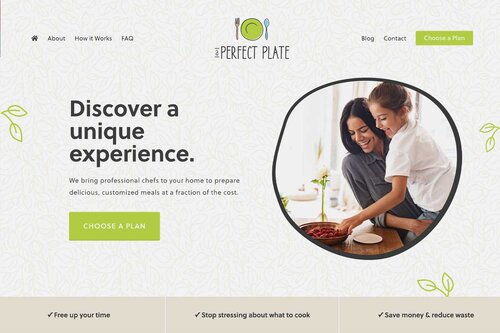 About
How it Works
FAQ
THE
PERFECT PLATE
Blog
Contact
Choose a Plan
Discover a
unique
experience.
We bring professional chefs to your home to prepare
delicious, customized meals at a fraction of the cost.
CHOOSE A PLAN
✓ Free up your time
✓ Stop stressing about what to cook
✓ Save money & reduce waste